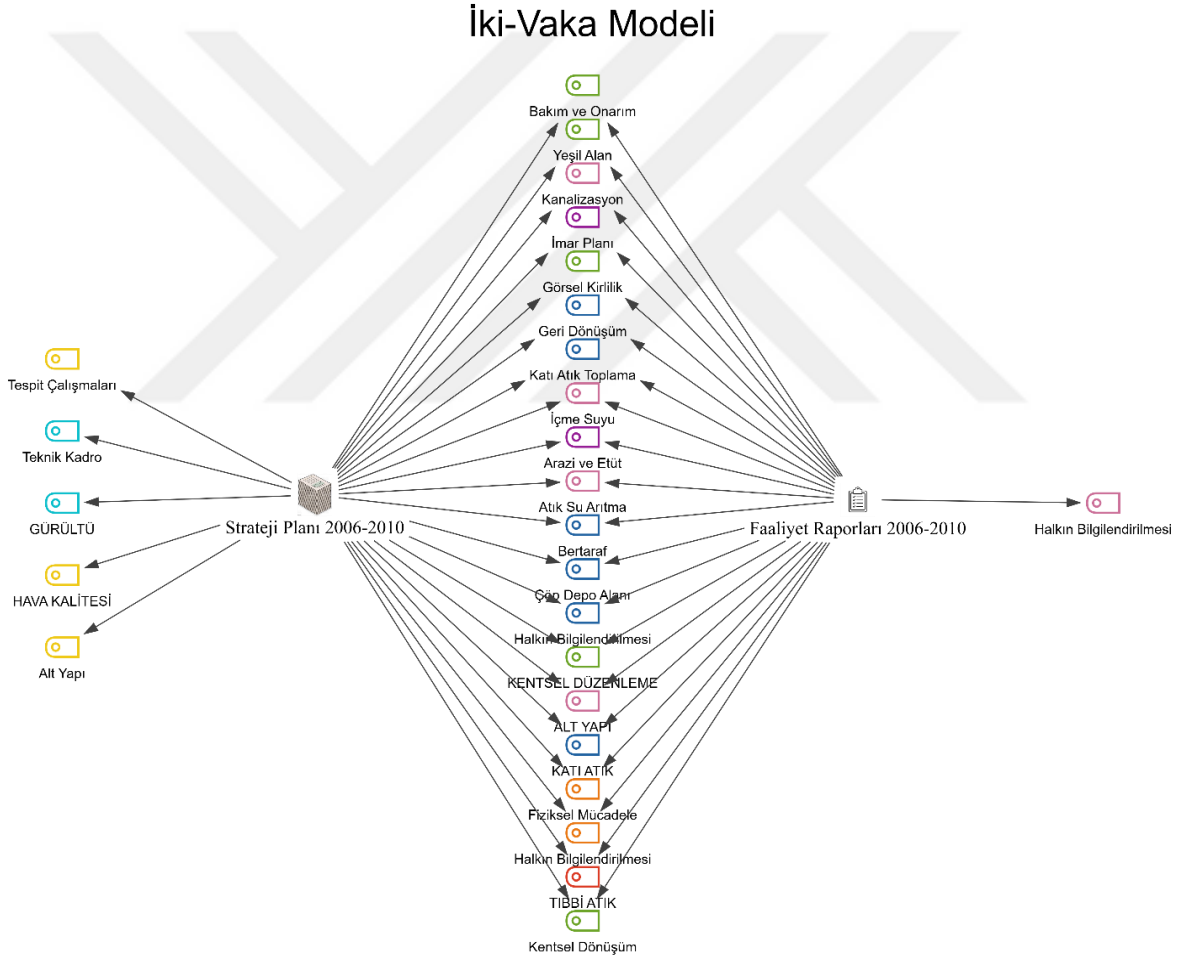 İki-Vaka Modeli
Bakım ve Onarım
Yeşil Alan
Kanalizasyon
İmar Planı
Görsel Kirlilik
Geri Dönüşüm
Katı Atık Toplama
İçme Suyu
Arazi ve Etüt
Atık Su Arıtma
Bertaraf
Çöp Depo Alanı
Halkın Bilgilendirilmesi
KENTSEL DÜZENLEME
ALT YAPI
KATI ATIK
Fiziksel Mücadele
Halkın Bilgilendirilmesi
TIBBİ ATIK
Kentsel Dönüşüm
Tespit Çalışmaları
Teknik Kadro
GÜRÜLTÜ
HAVA KALİTESİ
Alt Yapı
Strateji Planı 2006-2010
Faaliyet Raporları 2006-2010
Halkın Bilgilendirilmesi